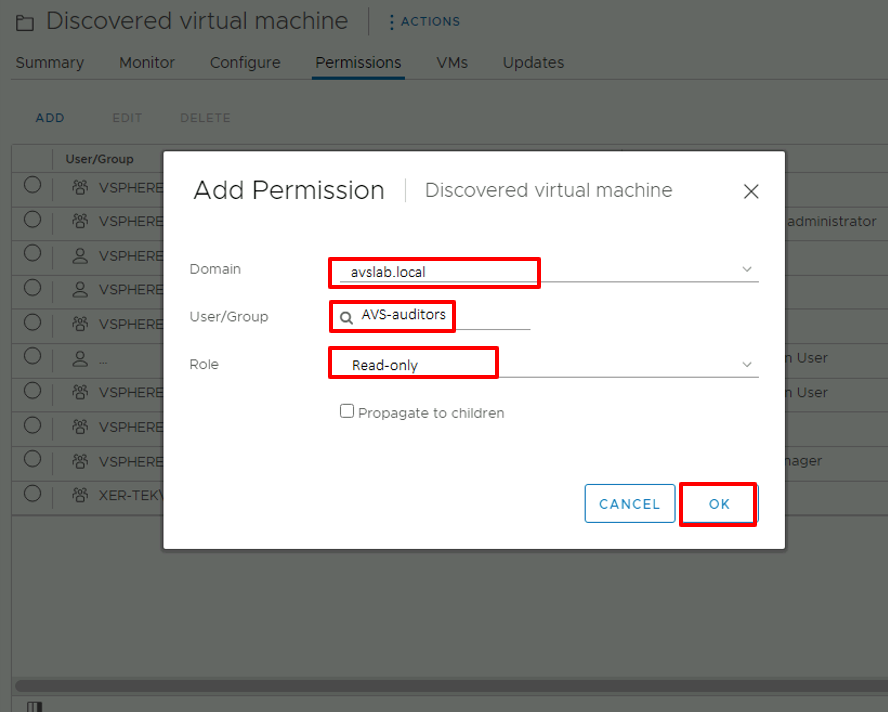 Discovered virtual machine ACTIONS
Summary Monitor Configure Permissions VMs Updates
ADD EDIT DELETE
User/Group
VSPHERE
VSPHERE administrator
VSPHERE
VSPHERE
VSPHERE
... n User
VSPHERE n User
VSPHERE
VSPHERE nager
XER-TEK
Add Permission Discovered virtual machine
Domain avslab.local
User/Group AVS-auditors
Role Read-only
Propagate to children
CANCEL OK